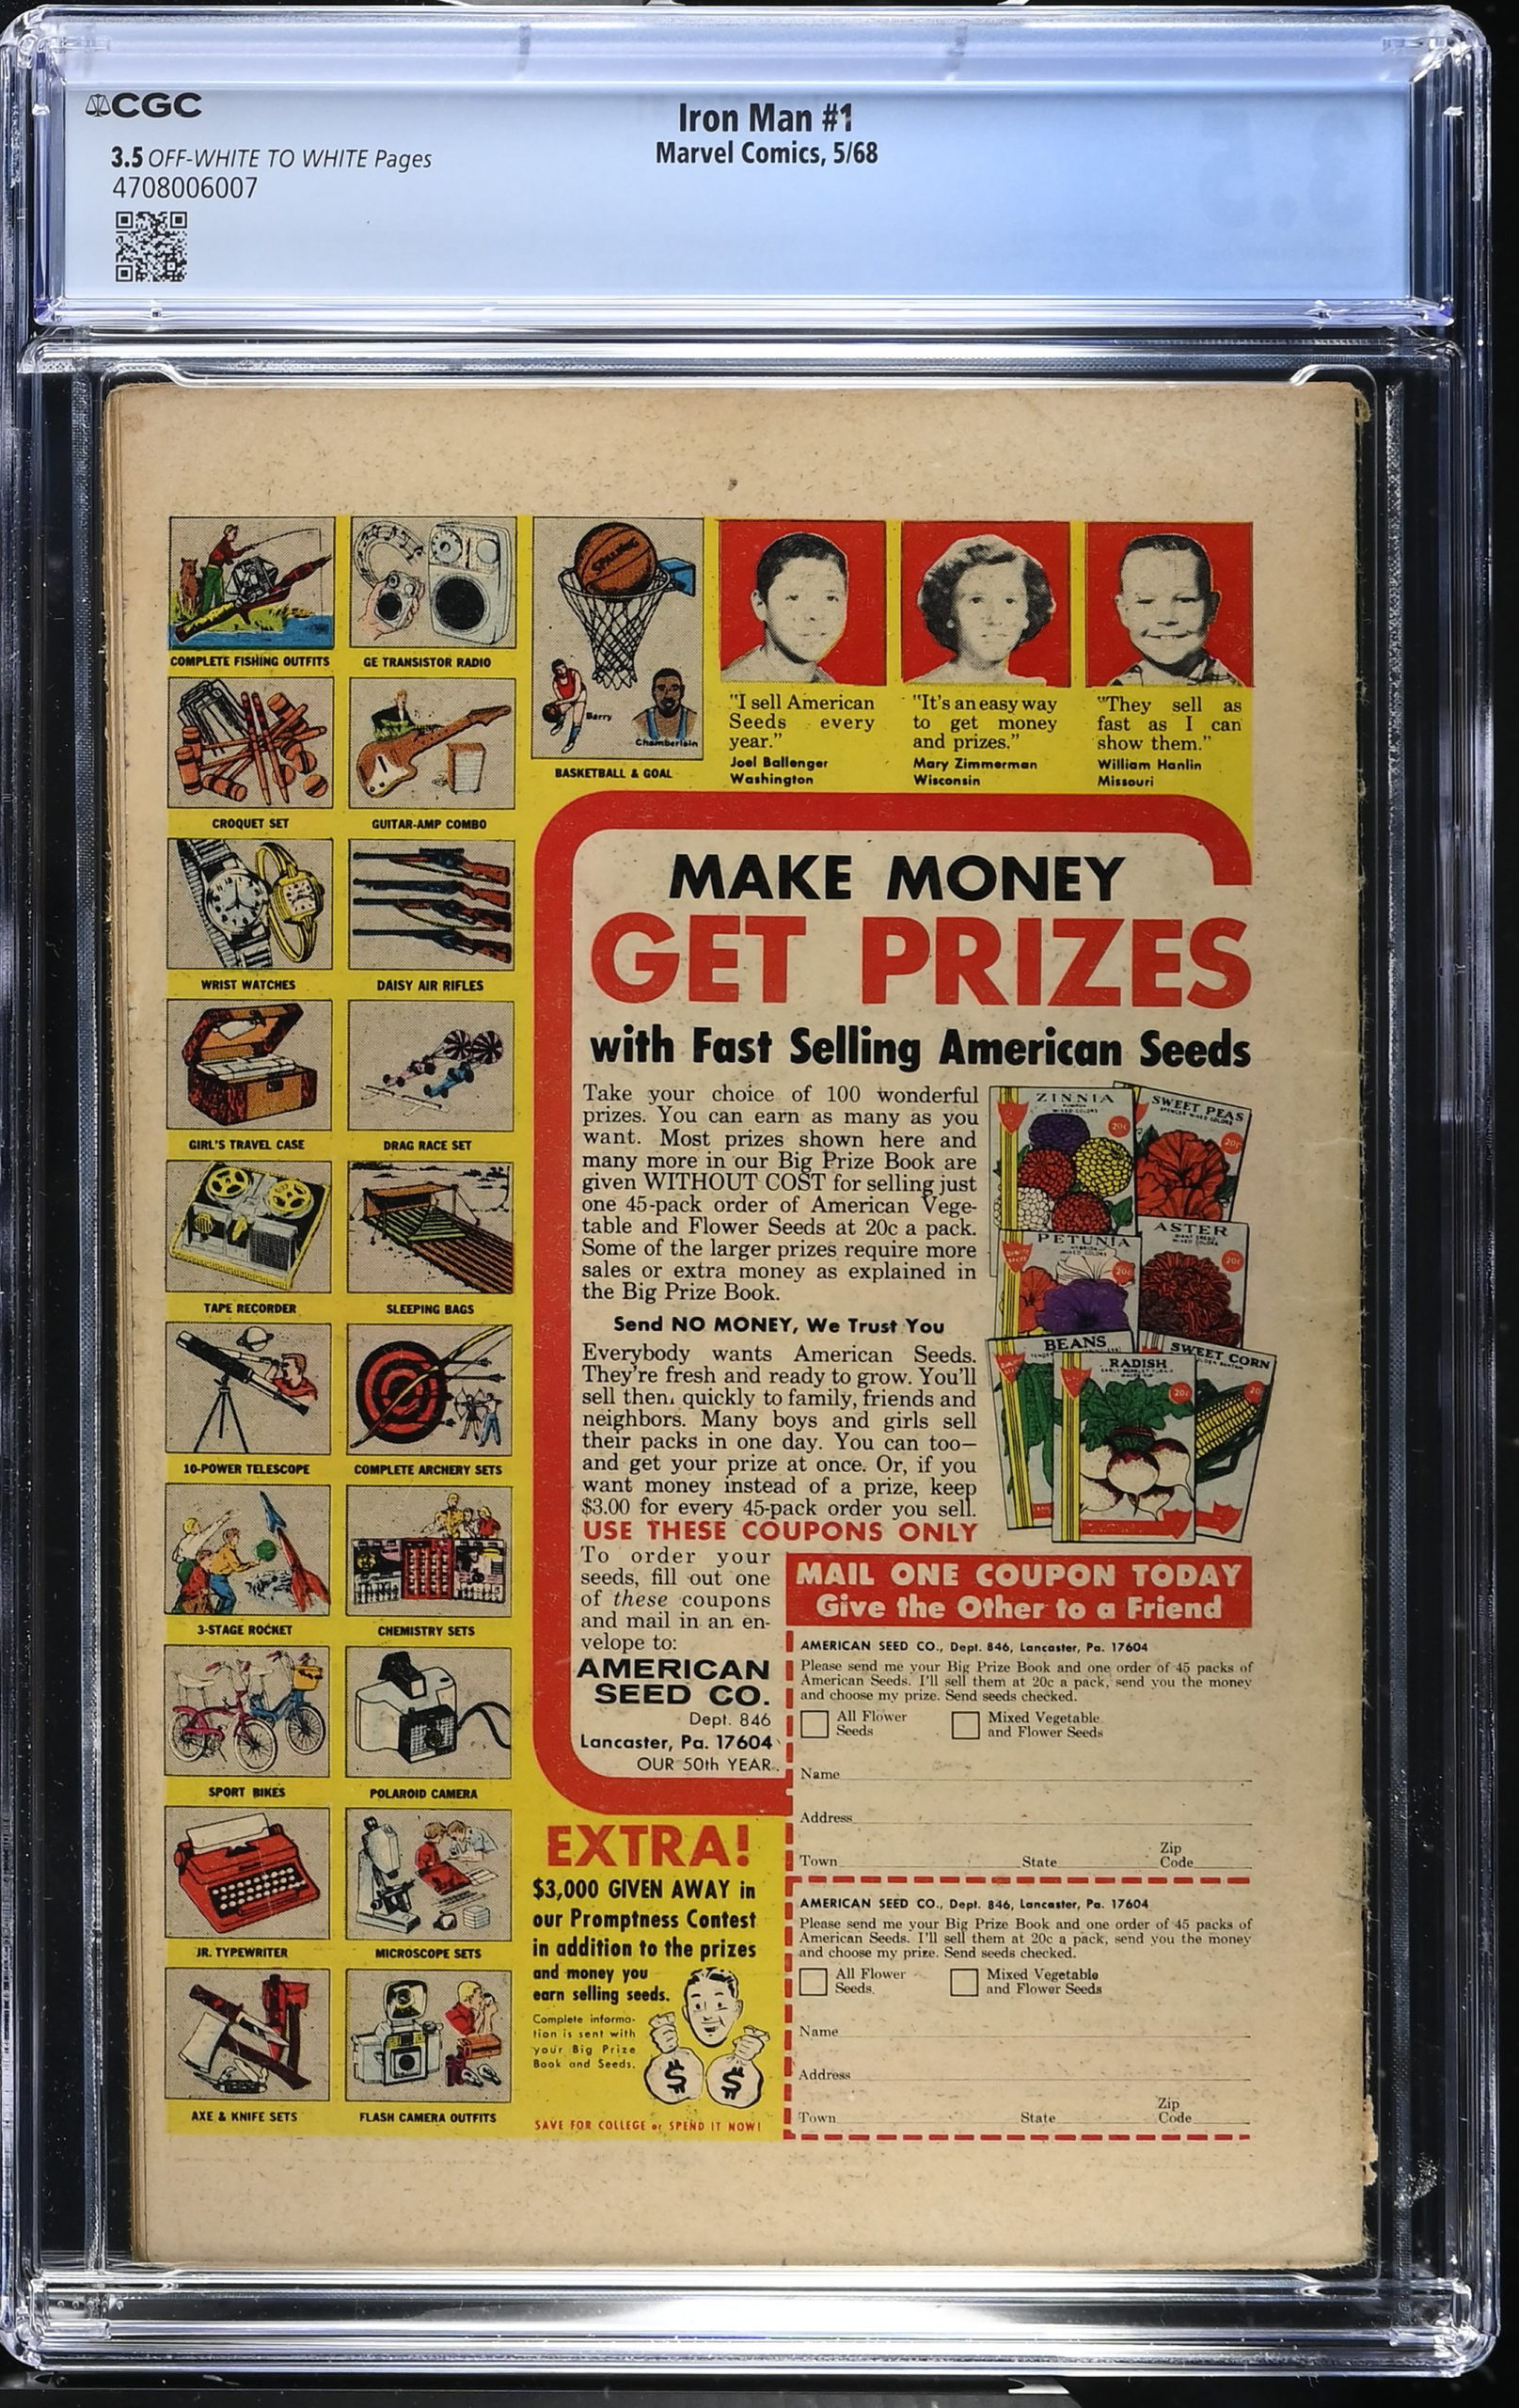 CGC
Iron Man #1
Marvel Comics, 5/68
3.5 OFF-WHITE TO WHITE Pages
4708006007
COMPLETE FISHING OUTFITS
GE TRANSISTOR RADIO
SPALDING
Barry
Chamberlain
BASKETBALL & GOAL
CROQUET SET
GUITAR-AMP COMBO
WRIST WATCHES
DAISY AIR RIFLES
GIRL'S TRAVEL CASE
DRAG RACE SET
TAPE RECORDER
SLEEPING BAGS
10-POWER TELESCOPE
COMPLETE ARCHERY SETS
3-STAGE ROCKET
CHEMISTRY SETS
SPORT BIKES
POLAROID CAMERA
JR. TYPEWRITER
MICROSCOPE SETS
AXE & KNIFE SETS
FLASH CAMERA OUTFITS
"I sell American
Seeds every
year."
Joel Ballenger
Washington
"It's an easy way
to get money
and prizes."
Mary Zimmerman
Wisconsin
"They sell as
fast as I can
show them."
William Hanlin
Missouri
MAKE MONEY
GET PRIZES
with Fast Selling American Seeds
Take your choice of 100 wonderful
prizes. You can earn as many as you
want. Most prizes shown here and
many more in our Big Prize Book are
given WITHOUT COST for selling just
one 45-pack order of American Vege-
table and Flower Seeds at 20c a pack.
Some of the larger prizes require more
sales or extra money as explained in
the Big Prize Book.
Send NO MONEY, We Trust You
Everybody wants American Seeds.
They're fresh and ready to grow. You'll
sell them quickly to family, friends and
neighbors. Many boys and girls sell
their packs in one day. You can too—
and get your prize at once. Or, if you
want money instead of a prize, keep
$3.00 for every 45-pack order you sell.
USE THESE COUPONS ONLY
ZINNIA
MIXED COLORS
20c
SWEET PEAS
20c
PETUNIA
MIXED COLORS
20c
ASTER
MIXED COLORS
20c
BEANS
RADISH
20c
SWEET CORN
20c
To order your
seeds, fill out one
of these coupons
and mail in an en-
velope to:
AMERICAN
SEED CO.
Dept. 846
Lancaster, Pa. 17604
OUR 50th YEAR
MAIL ONE COUPON TODAY
Give the Other to a Friend
AMERICAN SEED CO., Dept. 846, Lancaster, Pa. 17604
Please send me your Big Prize Book and one order of 45 packs of
American Seeds. I'll sell them at 20c a pack, send you the money
and choose my prize. Send seeds checked.
All Flower
Seeds
Mixed Vegetable
and Flower Seeds
Name
Address
Town State Zip
Code
AMERICAN SEED CO., Dept. 846, Lancaster, Pa. 17604
Please send me your Big Prize Book and one order of 45 packs of
American Seeds. I'll sell them at 20c a pack, send you the money
and choose my prize. Send seeds checked.
All Flower
Seeds
Mixed Vegetable
and Flower Seeds
Name
Address
Town State Zip
Code
EXTRA!
$3,000 GIVEN AWAY in
our Promptness Contest
in addition to the prizes
and money you
earn selling seeds.
Complete informa-
tion is sent with
your Big Prize
Book and Seeds.
$ $
SAVE FOR COLLEGE or SPEND IT NOW!